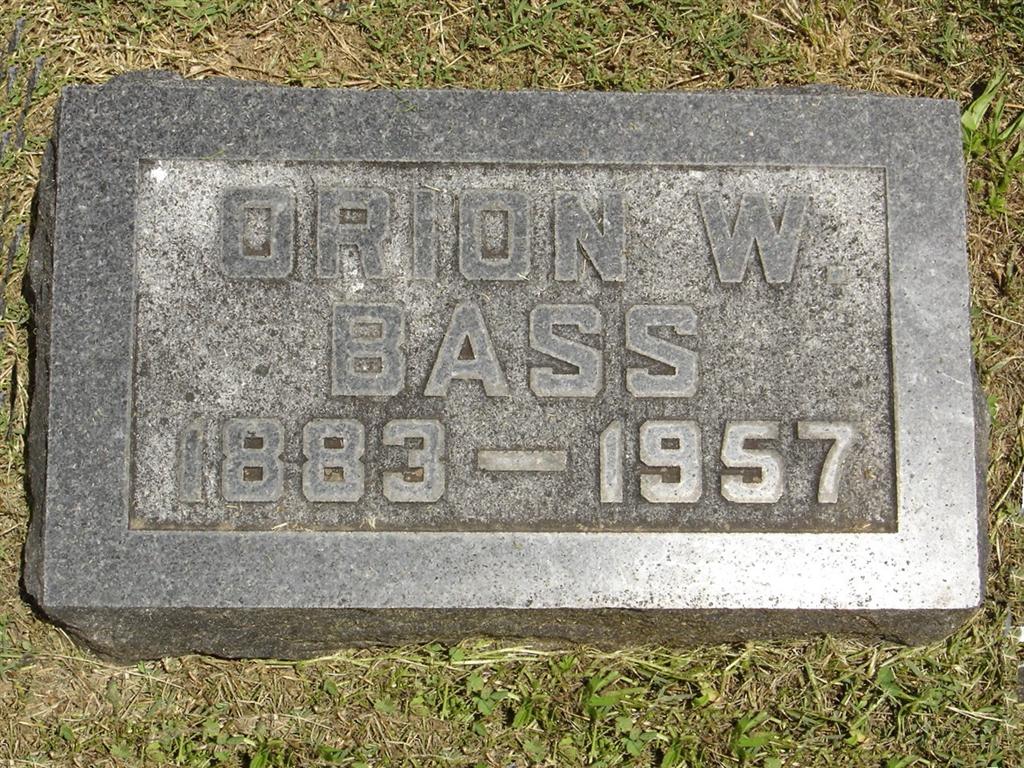 ORION W.
BASS
1883 — 1957